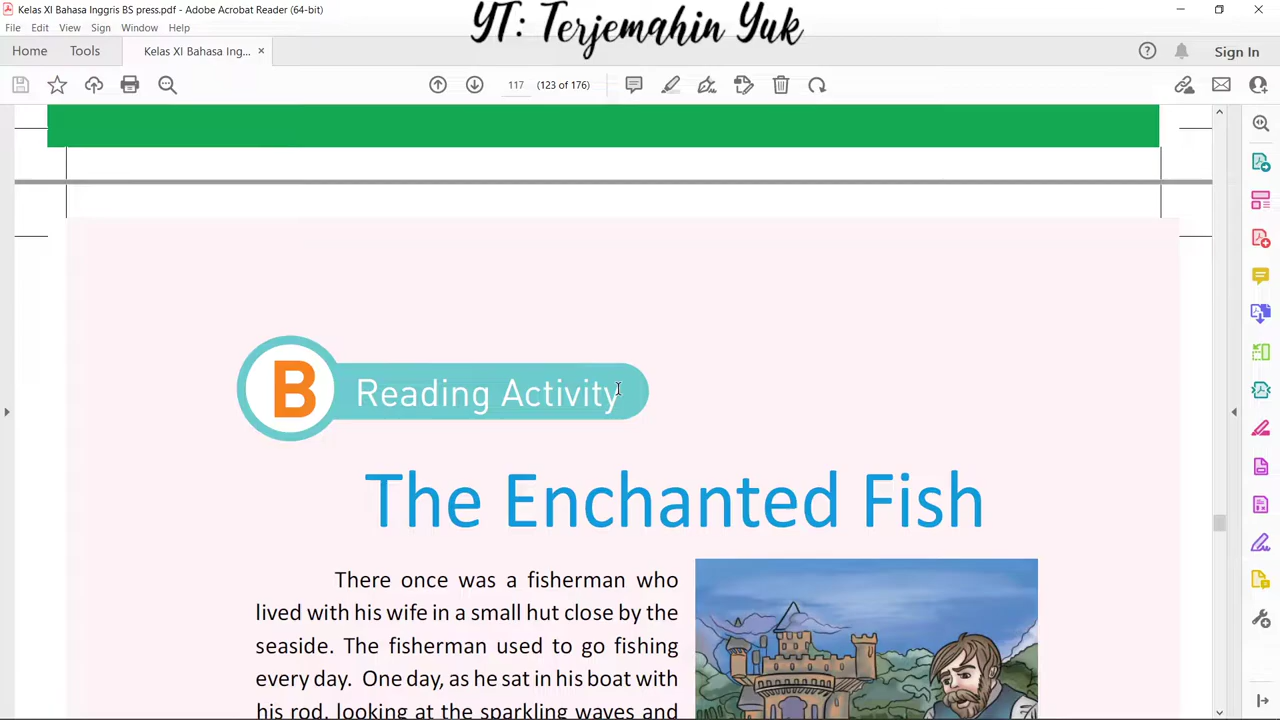 Kelas XI Bahasa Inggris BS press.pdf - Adobe Acrobat Reader (64-bit)
YT: Terjemahin Yuk
File Edit View Sign Window Help
Home Tools Kelas XI Bahasa Ing... × Sign In
117 (123 of 176)
B Reading Activity
The Enchanted Fish
There once was a fisherman who
lived with his wife in a small hut close by the
seaside. The fisherman used to go fishing
every day. One day, as he sat in his boat with
his rod, looking at the sparkling waves and